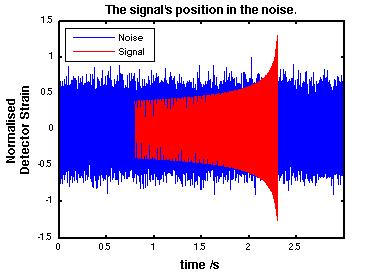 The signal's position in the noise.
Noise
Signal
Normalised
Detector Strain
1.5
1
0.5
0
-0.5
-1
-1.5
0 0.5 1 1.5 2 2.5
time /s